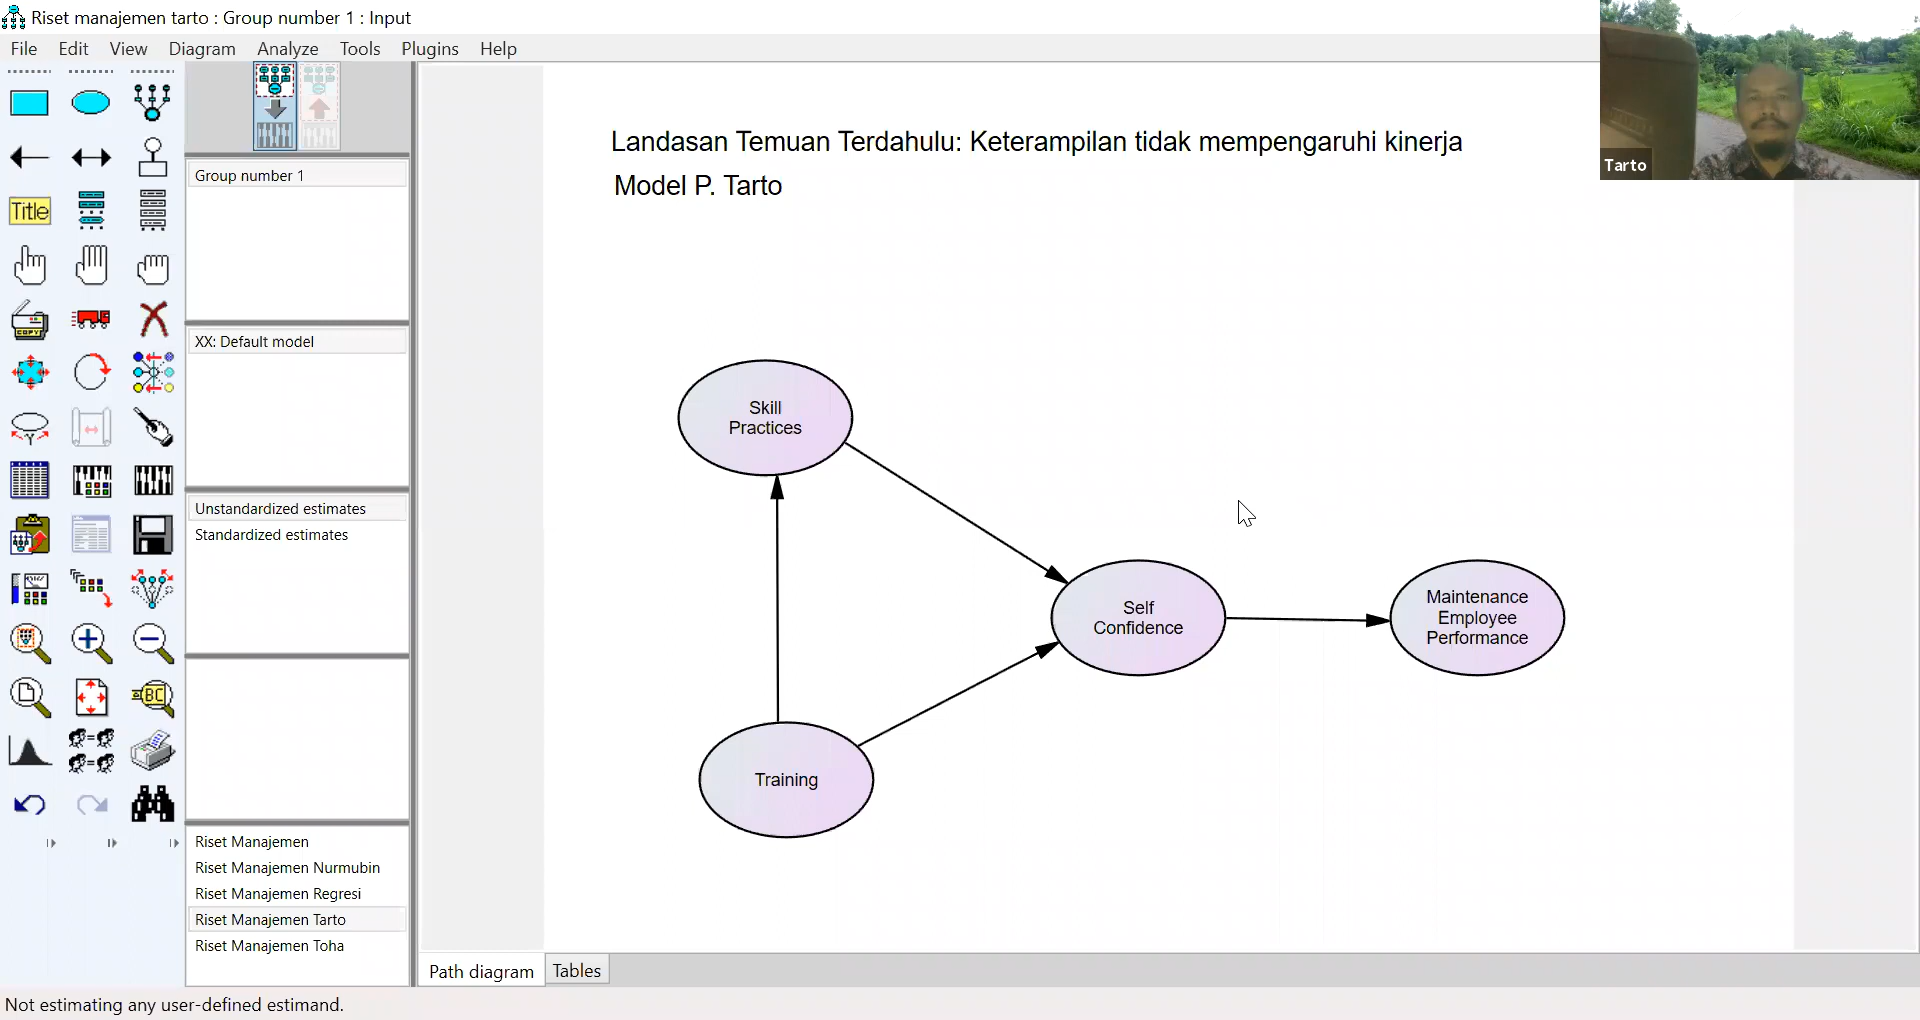 Riset manajemen tarto : Group number 1 : Input
File Edit View Diagram Analyze Tools Plugins Help
Tarto
Title
COPY
γ
ABC
Group number 1
XX: Default model
Unstandardized estimates
Standardized estimates
Riset Manajemen
Riset Manajemen Nurmubin
Riset Manajemen Regresi
Riset Manajemen Tarto
Riset Manajemen Toha
Landasan Temuan Terdahulu: Keterampilan tidak mempengaruhi kinerja
Model P. Tarto
Skill
Practices
Self
Confidence
Maintenance
Employee
Performance
Training
Path diagram Tables
Not estimating any user-defined estimand.